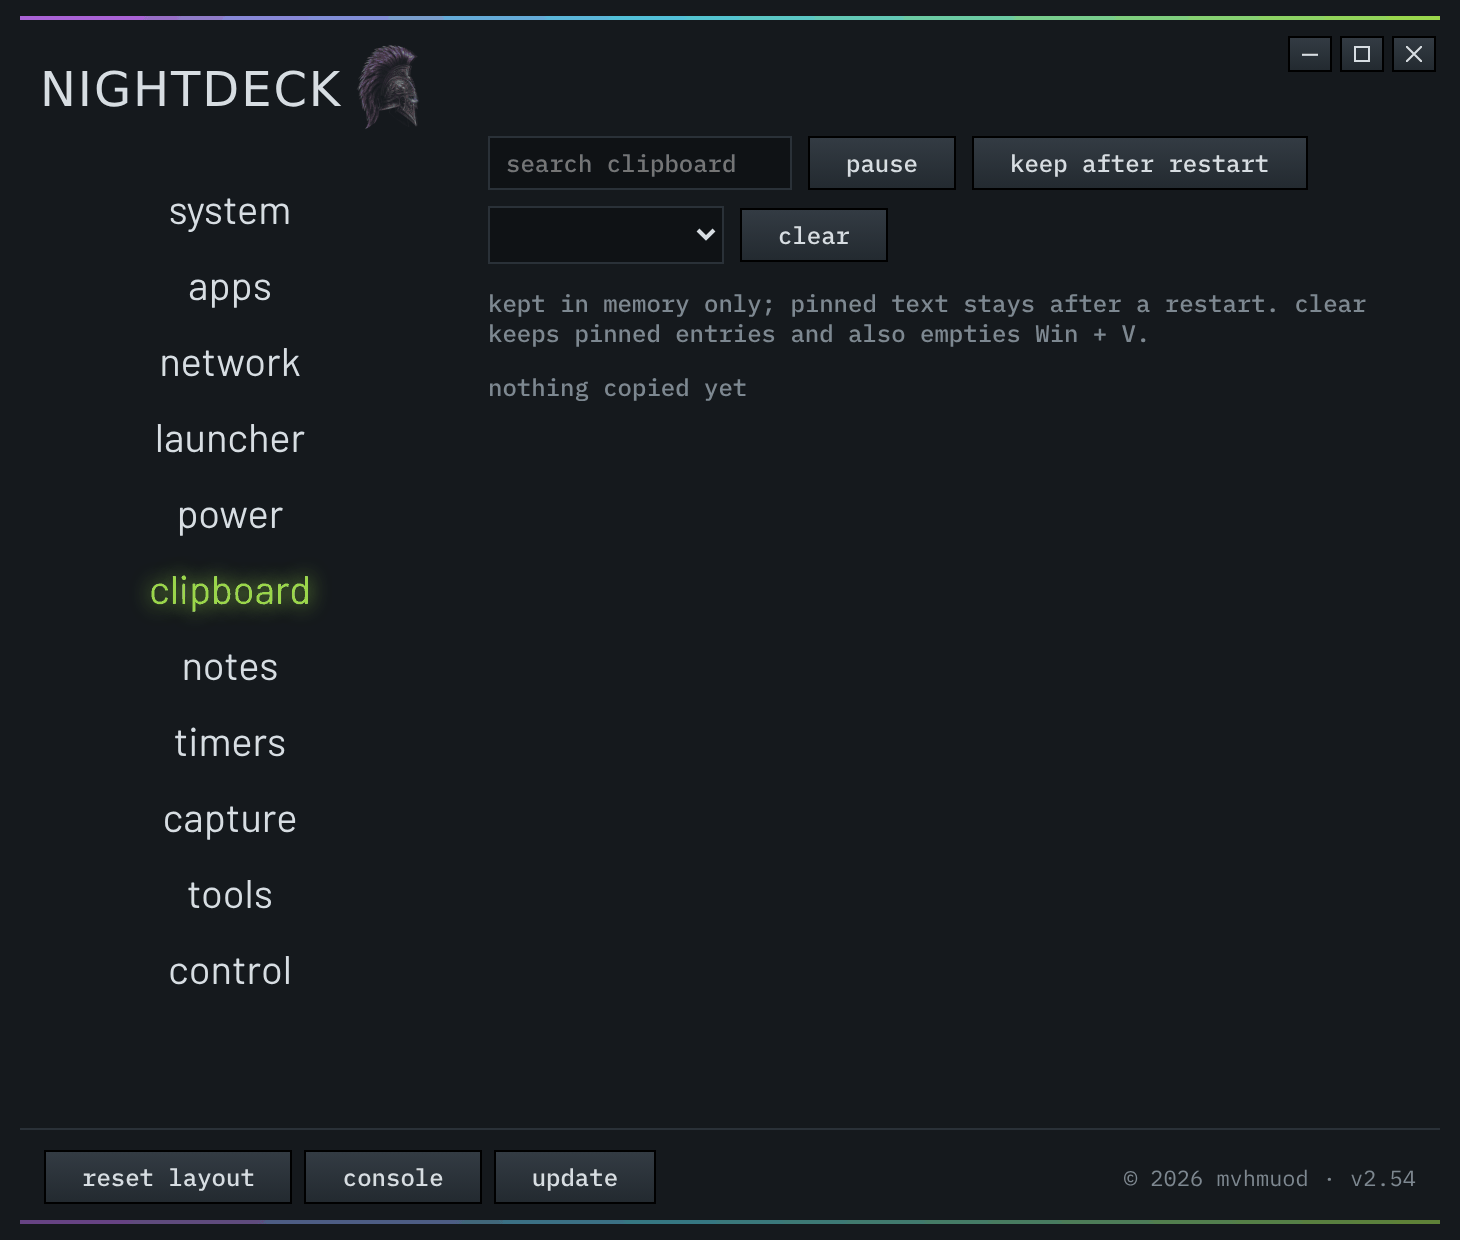 NIGHTDECK
system
apps
network
launcher
power
clipboard
notes
timers
capture
tools
control
search clipboard
pause
keep after restart
clear
kept in memory only; pinned text stays after a restart. clear
keeps pinned entries and also empties Win + V.
nothing copied yet
reset layout
console
update
© 2026 mvhmuod · v2.54